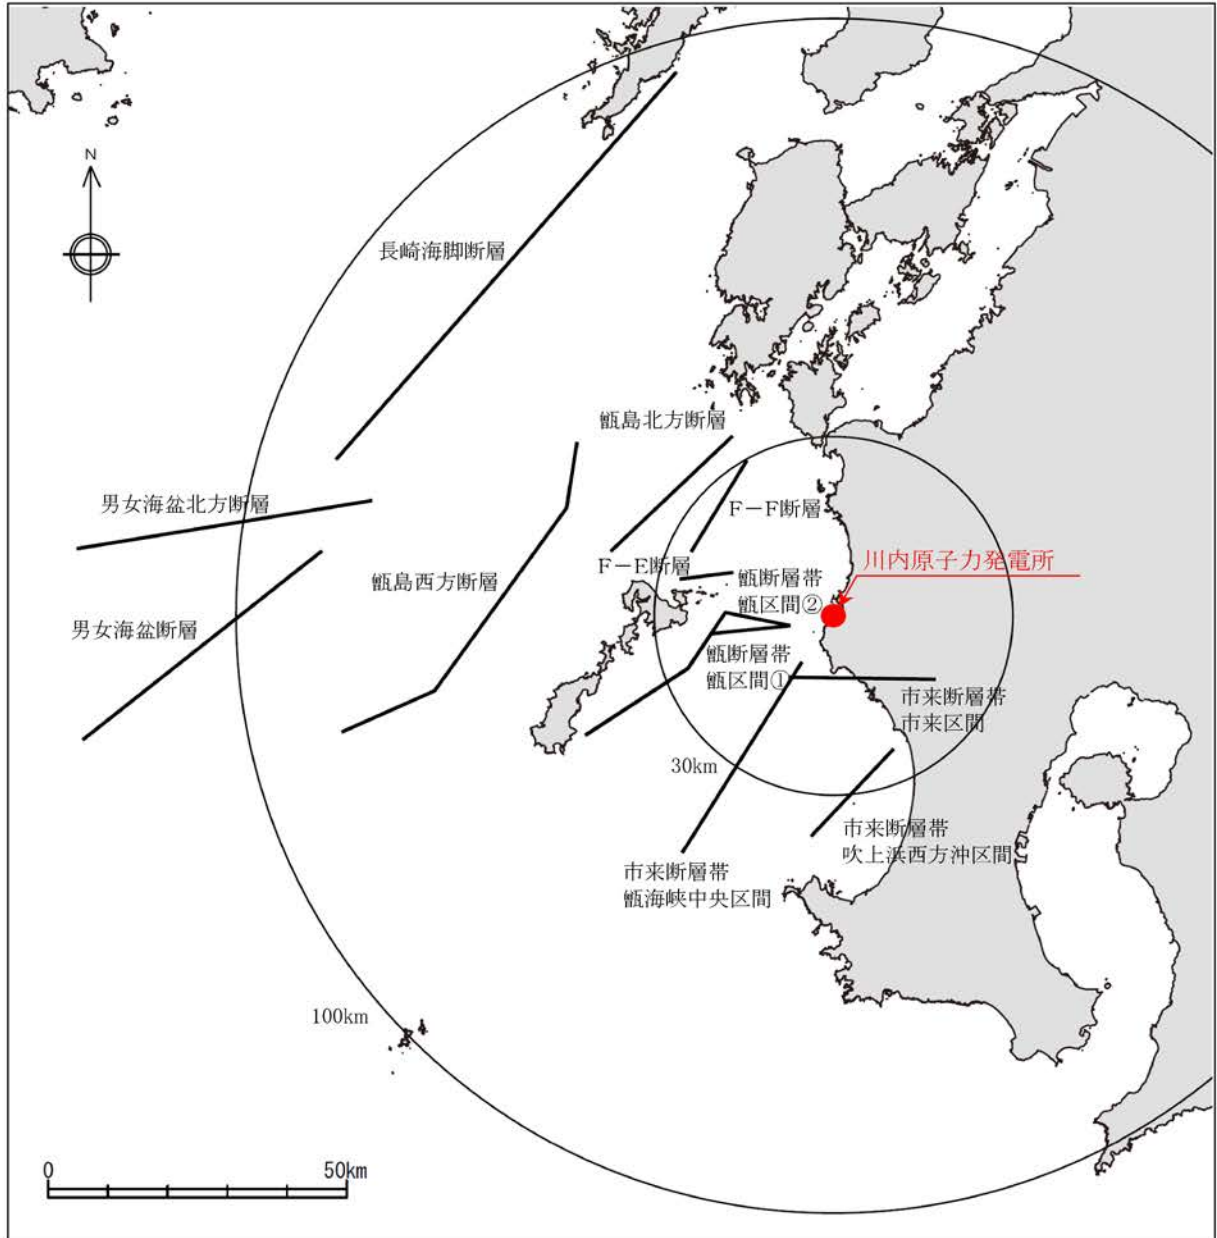 N
長崎海脚断層
甑島北方断層
男女海盆北方断層
F－F断層
F－E断層
川内原子力発電所
甑島西方断層
甑断層帯
甑区間②
男女海盆断層
甑断層帯
甑区間①
市来断層帯
市来区間
30km
市来断層帯
吹上浜西方沖区間
市来断層帯
甑海峡中央区間
100km
0
50km